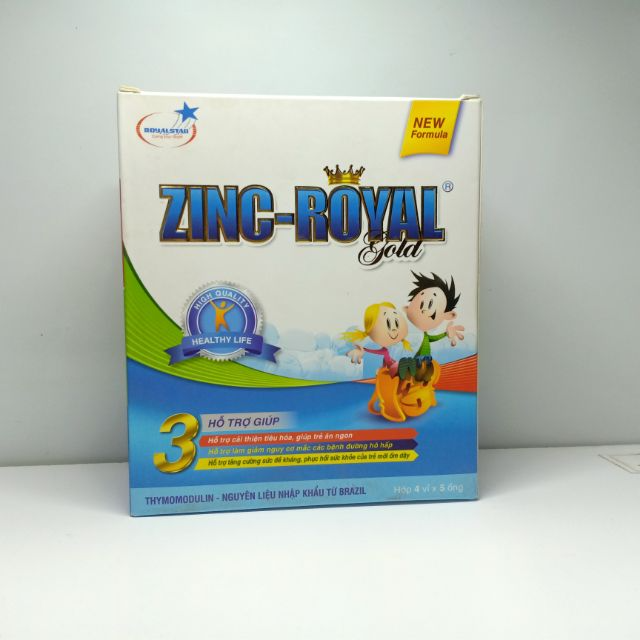 ROYALSTAR
NEW
Formula
ZINC-ROYAL®
Gold
HIGH QUALITY
HEALTHY LIFE
3 HỖ TRỢ GIÚP
Hỗ trợ cải thiện tiêu hóa, giúp trẻ ăn ngon
Hỗ trợ làm giảm nguy cơ mắc các bệnh đường hô hấp
Hỗ trợ tăng cường sức đề kháng, phục hồi sức khỏe của trẻ mới ốm dậy
THYMOMODULIN - NGUYÊN LIỆU NHẬP KHẨU TỪ BRAZIL
Hộp 4 vỉ x 5 ống